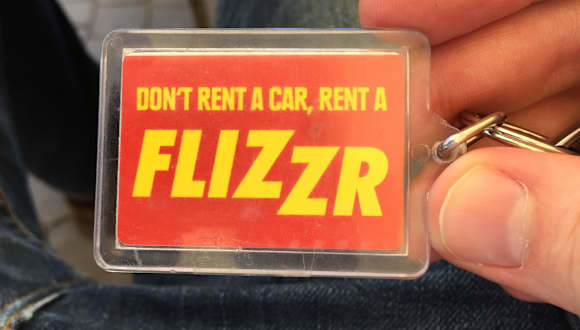 DON'T RENT A CAR, RENT A
FLIZZR